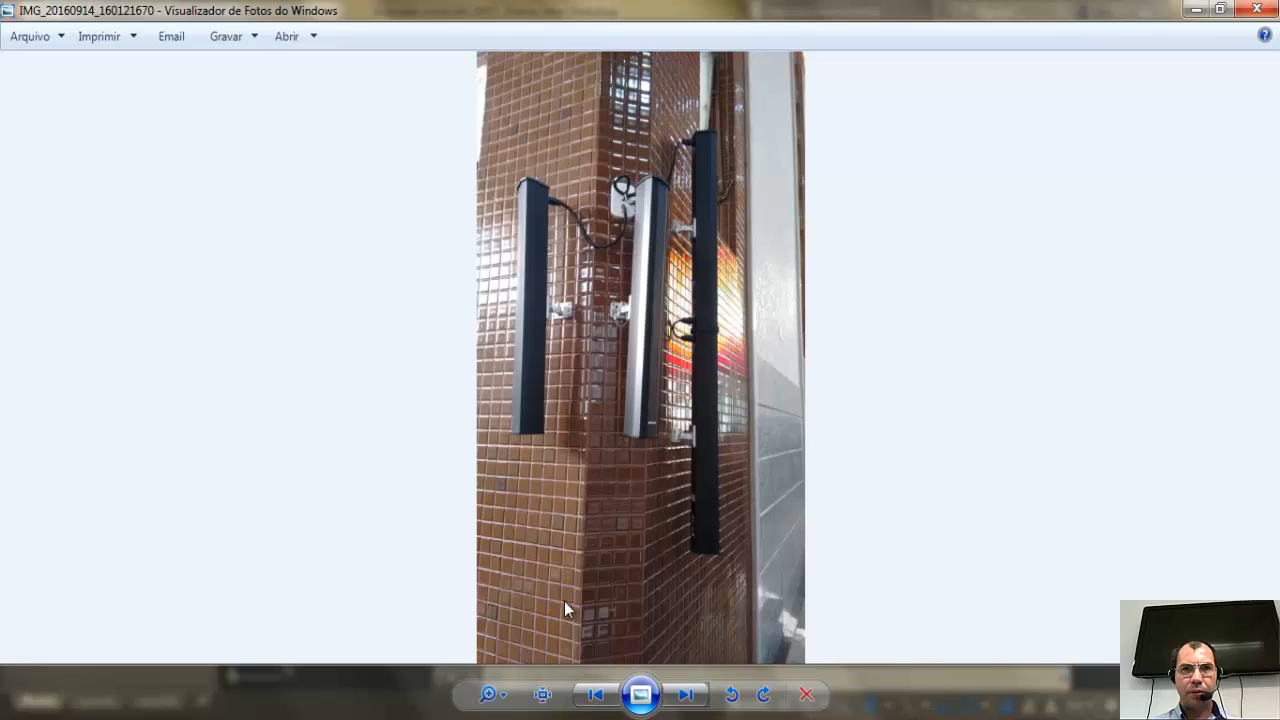 IMG_20160914_160121670 - Visualizador de Fotos do Windows
Arquivo Imprimir Email Gravar Abrir